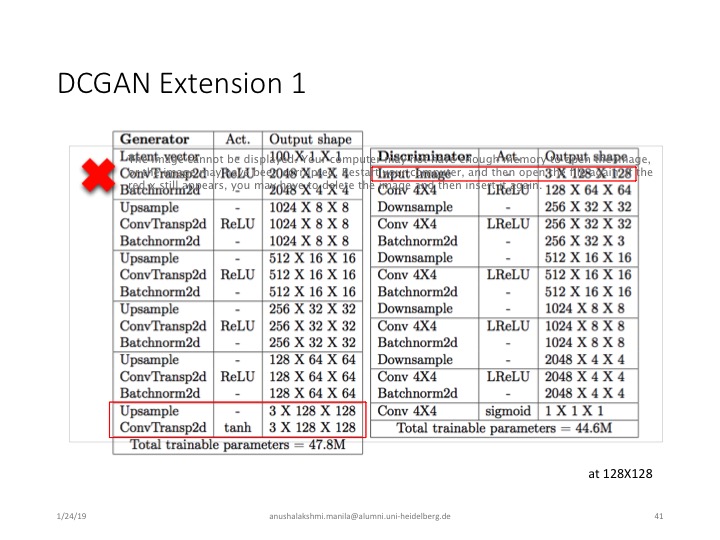 DCGAN Extension 1
Generator Act. Output shape
Latent vector - 100 X 1 X 1
ConvTransp2d ReLU 2048 X 4 X 4
Batchnorm2d - 2048 X 4 X 4
Upsample - 1024 X 8 X 8
ConvTransp2d ReLU 1024 X 8 X 8
Batchnorm2d - 1024 X 8 X 8
Upsample - 512 X 16 X 16
ConvTransp2d ReLU 512 X 16 X 16
Batchnorm2d - 512 X 16 X 16
Upsample - 256 X 32 X 32
ConvTransp2d ReLU 256 X 32 X 32
Batchnorm2d - 256 X 32 X 32
Upsample - 128 X 64 X 64
ConvTransp2d ReLU 128 X 64 X 64
Batchnorm2d - 128 X 64 X 64
Upsample - 3 X 128 X 128
ConvTransp2d tanh 3 X 128 X 128
Total trainable parameters = 47.8M
Discriminator Act. Output shape
Input Image - 3 X 128 X 128
Conv 4X4 LReLU 128 X 64 X 64
Downsample - 256 X 32 X 32
Conv 4X4 LReLU 256 X 32 X 32
Batchnorm2d - 256 X 32 X 3
Downsample - 512 X 16 X 16
Conv 4X4 LReLU 512 X 16 X 16
Batchnorm2d - 512 X 16 X 16
Downsample - 1024 X 8 X 8
Conv 4X4 LReLU 1024 X 8 X 8
Batchnorm2d - 1024 X 8 X 8
Downsample - 2048 X 4 X 4
Conv 4X4 LReLU 2048 X 4 X 4
Batchnorm2d - 2048 X 4 X 4
Conv 4X4 sigmoid 1 X 1 X 1
Total trainable parameters = 44.6M
The image cannot be displayed. Your computer may not have enough memory to open the image,
or the image may have been corrupted. Restart your computer, and then open the file again. If the
red x still appears, you may have to delete the image and then insert it again.
at 128X128
1/24/19
anushalakshmi.manila@alumni.uni-heidelberg.de
41